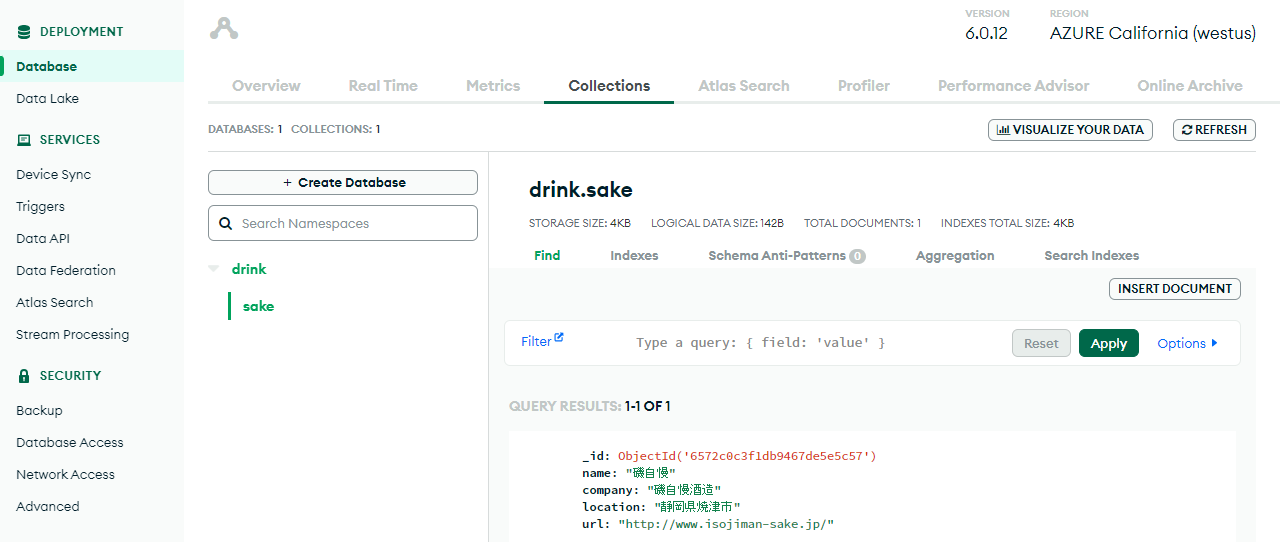 DEPLOYMENT
Database
Data Lake
SERVICES
Device Sync
Triggers
Data API
Data Federation
Atlas Search
Stream Processing
SECURITY
Backup
Database Access
Network Access
Advanced
VERSION
6.0.12
REGION
AZURE California (westus)
Overview Real Time Metrics Collections Atlas Search Profiler Performance Advisor Online Archive
DATABASES: 1 COLLECTIONS: 1
VISUALIZE YOUR DATA
REFRESH
+ Create Database
Search Namespaces
drink
sake
drink.sake
STORAGE SIZE: 4KB LOGICAL DATA SIZE: 142B TOTAL DOCUMENTS: 1 INDEXES TOTAL SIZE: 4KB
Find Indexes Schema Anti-Patterns 0 Aggregation Search Indexes
INSERT DOCUMENT
Filter Type a query: { field: 'value' } Reset Apply Options
QUERY RESULTS: 1-1 OF 1
_id: ObjectId('6572c0c3f1db9467de5e5c57')
name: "磯自慢"
company: "磯自慢酒造"
location: "静岡県焼津市"
url: "http://www.isojiman-sake.jp/"